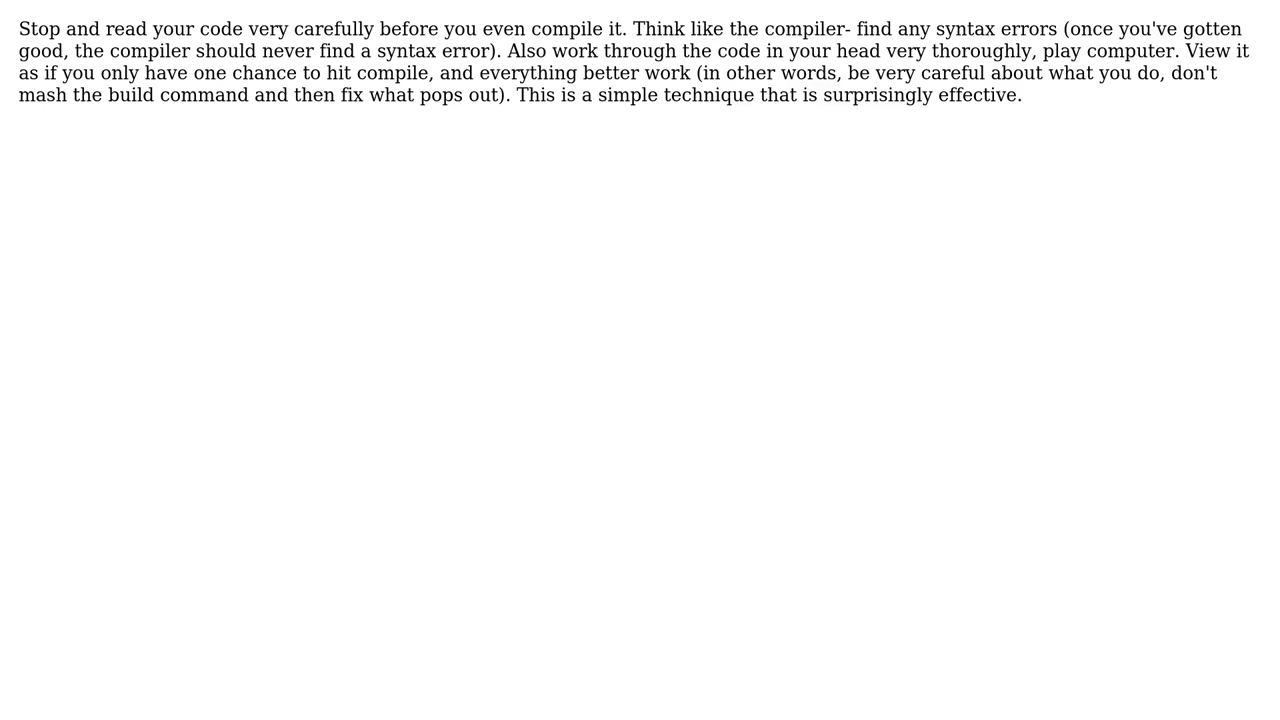 Stop and read your code very carefully before you even compile it. Think like the compiler- find any syntax errors (once you've gotten
good, the compiler should never find a syntax error). Also work through the code in your head very thoroughly, play computer. View it
as if you only have one chance to hit compile, and everything better work (in other words, be very careful about what you do, don't
mash the build command and then fix what pops out). This is a simple technique that is surprisingly effective.